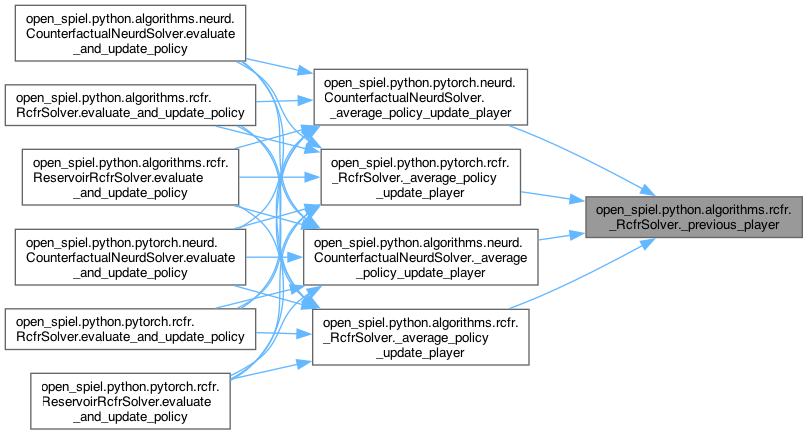 open_spiel.python.algorithms.neurd.
CounterfactualNeurdSolver.evaluate
_and_update_policy
open_spiel.python.algorithms.rcfr.
RcfrSolver.evaluate_and_update_policy
open_spiel.python.algorithms.rcfr.
ReservoirRcfrSolver.evaluate
_and_update_policy
open_spiel.python.pytorch.neurd.
CounterfactualNeurdSolver.evaluate
_and_update_policy
open_spiel.python.pytorch.rcfr.
RcfrSolver.evaluate_and_update_policy
open_spiel.python.pytorch.rcfr.
ReservoirRcfrSolver.evaluate
_and_update_policy
open_spiel.python.pytorch.neurd.
CounterfactualNeurdSolver.
_average_policy_update_player
open_spiel.python.pytorch.rcfr.
_RcfrSolver._average_policy
_update_player
open_spiel.python.algorithms.neurd.
CounterfactualNeurdSolver._average
_policy_update_player
open_spiel.python.algorithms.rcfr.
_RcfrSolver._average_policy
_update_player
open_spiel.python.algorithms.rcfr.
_RcfrSolver._previous_player